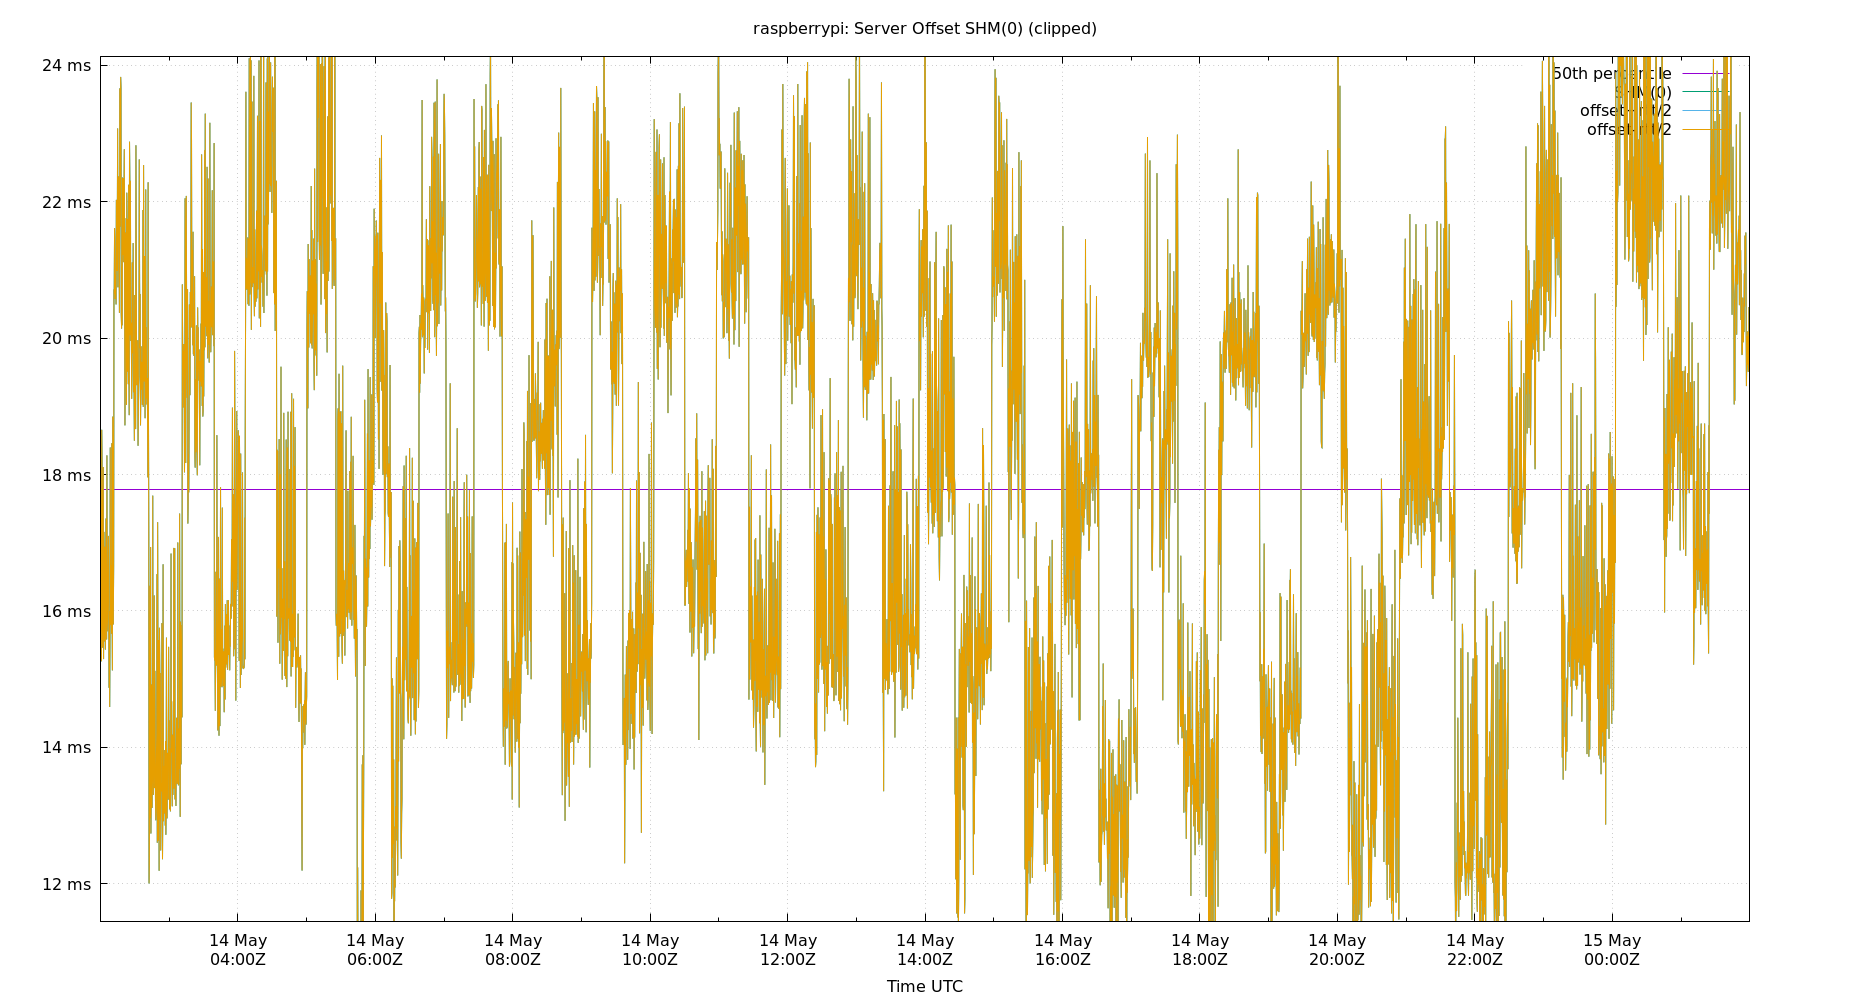 raspberrypi: Server Offset SHM(0) (clipped)
24 ms
22 ms
20 ms
18 ms
16 ms
14 ms
12 ms
50th percentile
SHM(0)
offset-rtt/2
offset+rtt/2
14 May
04:00Z
14 May
06:00Z
14 May
08:00Z
14 May
10:00Z
14 May
12:00Z
14 May
14:00Z
14 May
16:00Z
14 May
18:00Z
14 May
20:00Z
14 May
22:00Z
15 May
00:00Z
Time UTC